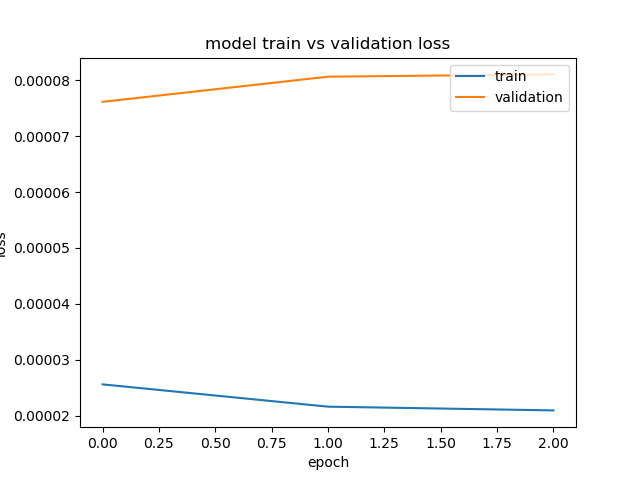 model train vs validation loss
0.00008
0.00007
0.00006
0.00005
0.00004
0.00003
0.00002
loss
train
validation
0.00 0.25 0.50 0.75 1.00 1.25 1.50 1.75 2.00
epoch